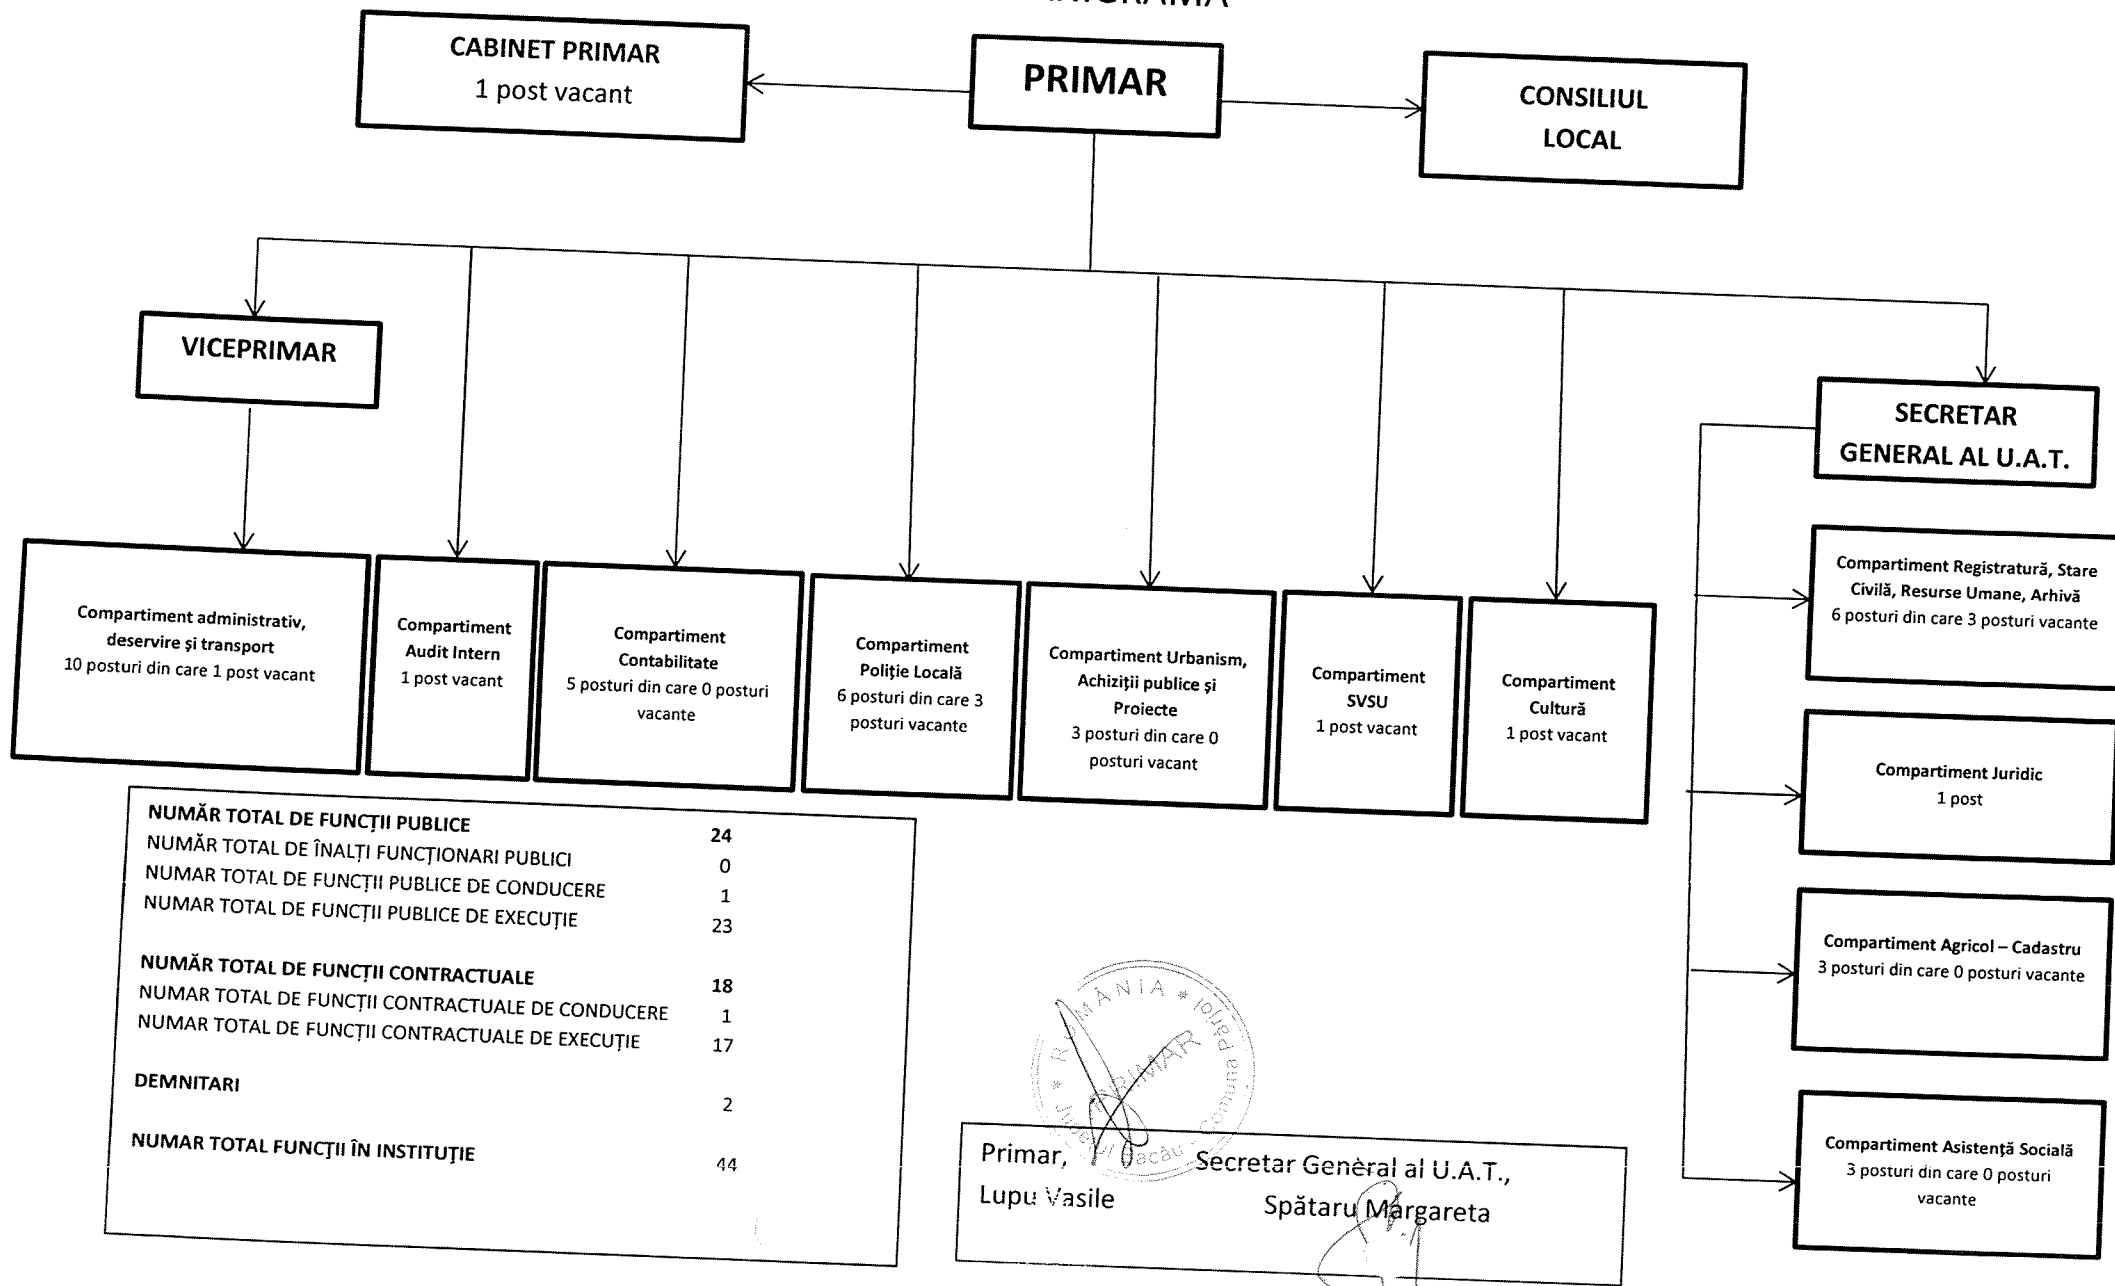 CABINET PRIMAR
1 post vacant
PRIMAR
CONSILIUL
LOCAL
VICEPRIMAR
SECRETAR
GENERAL AL U.A.T.
Compartiment administrativ,
deservire și transport
10 posturi din care 1 post vacant
Compartiment
Audit Intern
1 post vacant
Compartiment
Contabilitate
5 posturi din care 0 posturi
vacante
Compartiment
Poliție Locală
6 posturi din care 3
posturi vacante
Compartiment Urbanism,
Achiziții publice și
Proiecte
3 posturi din care 0
posturi vacant
Compartiment
SVSU
1 post vacant
Compartiment
Cultură
1 post vacant
Compartiment Registratură, Stare
Civilă, Resurse Umane, Arhivă
6 posturi din care 3 posturi vacante
Compartiment Juridic
1 post
Compartiment Agricol – Cadastru
3 posturi din care 0 posturi vacante
Compartiment Asistență Socială
3 posturi din care 0 posturi
vacante
NUMĂR TOTAL DE FUNCȚII PUBLICE 24
NUMĂR TOTAL DE ÎNALȚI FUNCȚIONARI PUBLICI 0
NUMAR TOTAL DE FUNCȚII PUBLICE DE CONDUCERE 1
NUMAR TOTAL DE FUNCȚII PUBLICE DE EXECUȚIE 23
NUMĂR TOTAL DE FUNCȚII CONTRACTUALE 18
NUMAR TOTAL DE FUNCȚII CONTRACTUALE DE CONDUCERE 1
NUMAR TOTAL DE FUNCȚII CONTRACTUALE DE EXECUȚIE 17
DEMNITARI 2
NUMAR TOTAL FUNCȚII ÎN INSTITUȚIE 44
* ROMÂNIA *
Comuna Pârjol
PRIMAR
Primar, Secretar General al U.A.T.,
Lupu Vasile Spătaru Margareta